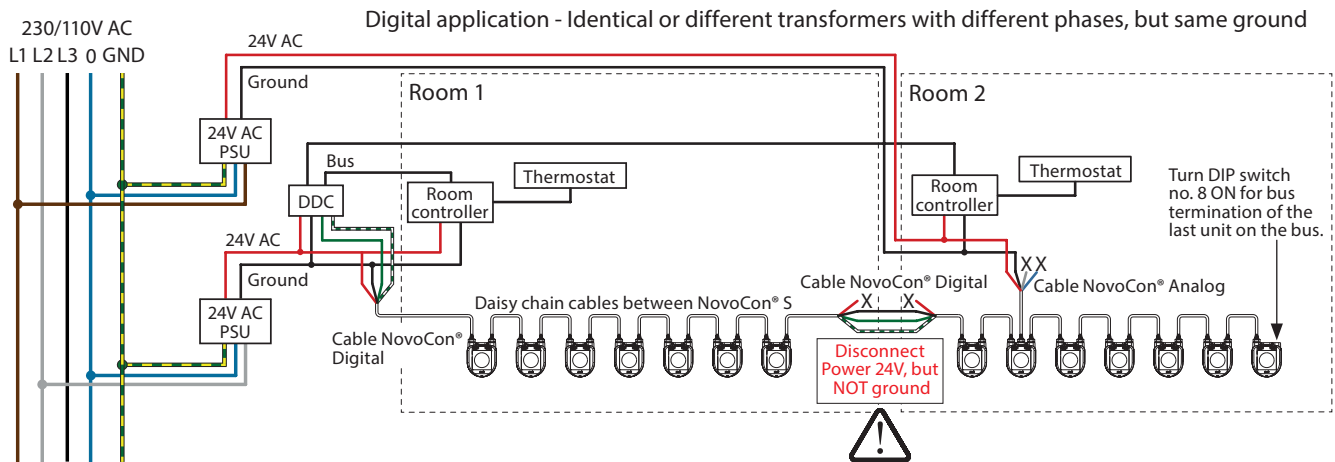 Digital application - Identical or different transformers with different phases, but same ground
230/110V AC
L1 L2 L3 0 GND
24V AC
Ground
24V AC
PSU
Room 1
Room 2
Bus
DDC
Room
controller
Thermostat
Room
controller
Thermostat
Turn DIP switch
no. 8 ON for bus
termination of the
last unit on the bus.
24V AC
Ground
24V AC
PSU
Cable NovoCon®
Digital
Daisy chain cables between NovoCon® S
Cable NovoCon® Digital
X X
X X
Cable NovoCon® Analog
Disconnect
Power 24V, but
NOT ground
!